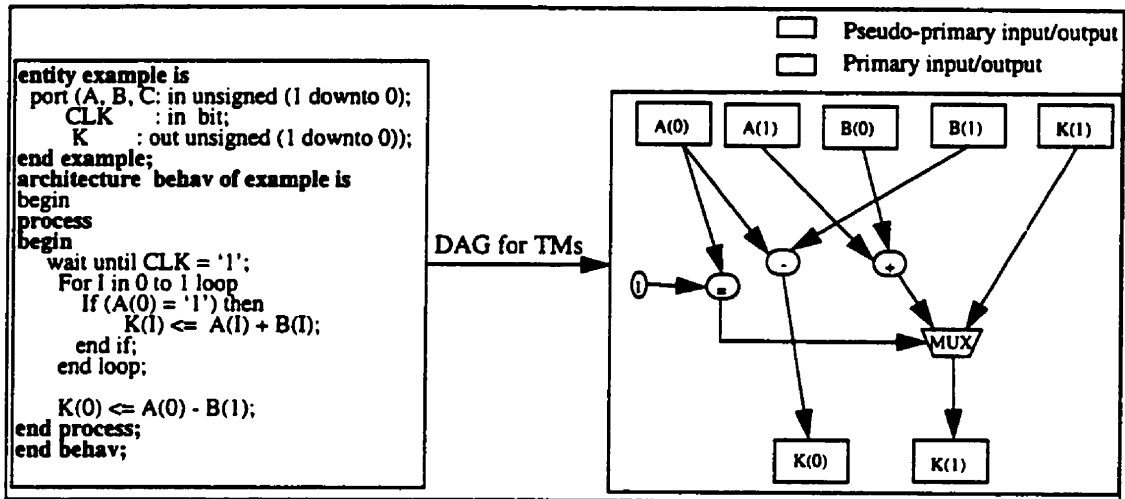 Pseudo-primary input/output
Primary input/output
entity example is
port (A, B, C: in unsigned (1 downto 0);
CLK : in bit;
K : out unsigned (1 downto 0));
end example;
architecture behav of example is
begin
process
begin
wait until CLK = '1';
For I in 0 to 1 loop
If (A(0) = '1') then
K(I) <= A(I) + B(I);
end if;
end loop;
K(0) <= A(0) - B(1);
end process;
end behav;
DAG for TMs
A(0) A(1) B(0) B(1) K(1)
- +
1 =
MUX
K(0) K(1)